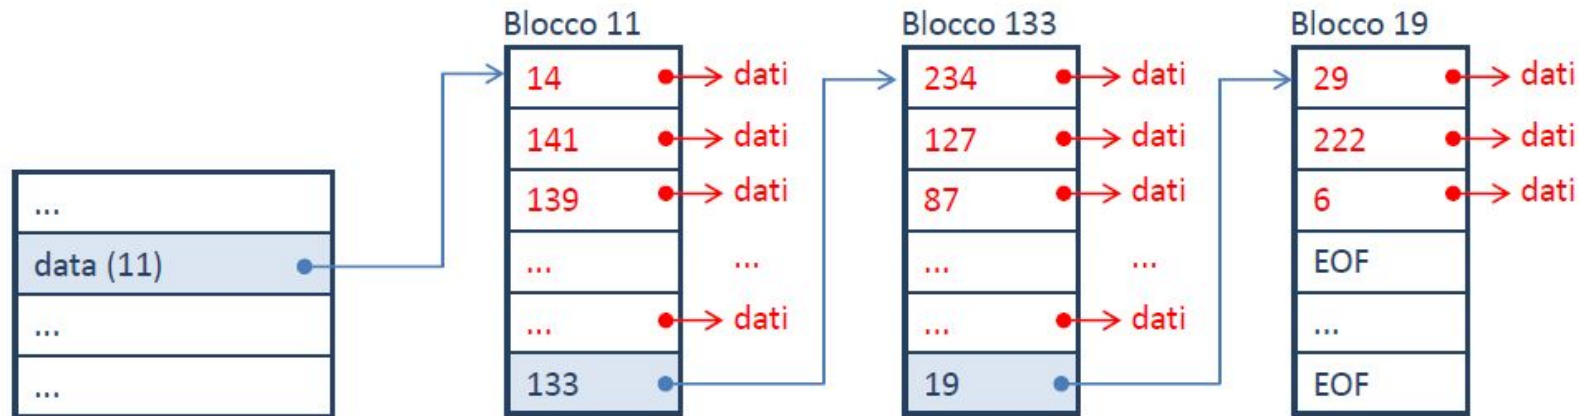 ...
data (11)
...
...
Blocco 11
14 dati
141 dati
139 dati
... ...
... dati
133
Blocco 133
234 dati
127 dati
87 dati
... ...
... dati
19
Blocco 19
29 dati
222 dati
6 dati
EOF
...
EOF